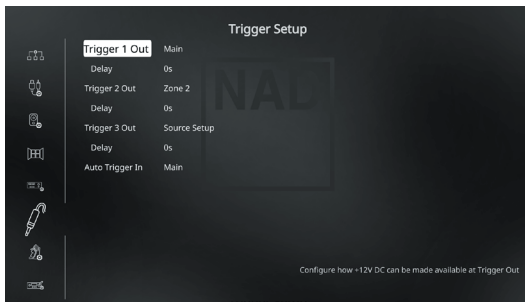 Trigger Setup
Trigger 1 Out Main
Delay 0s
Trigger 2 Out Zone 2
Delay 0s
Trigger 3 Out Source Setup
Delay 0s
Auto Trigger In Main
NAD
Configure how +12V DC can be made available at Trigger Out